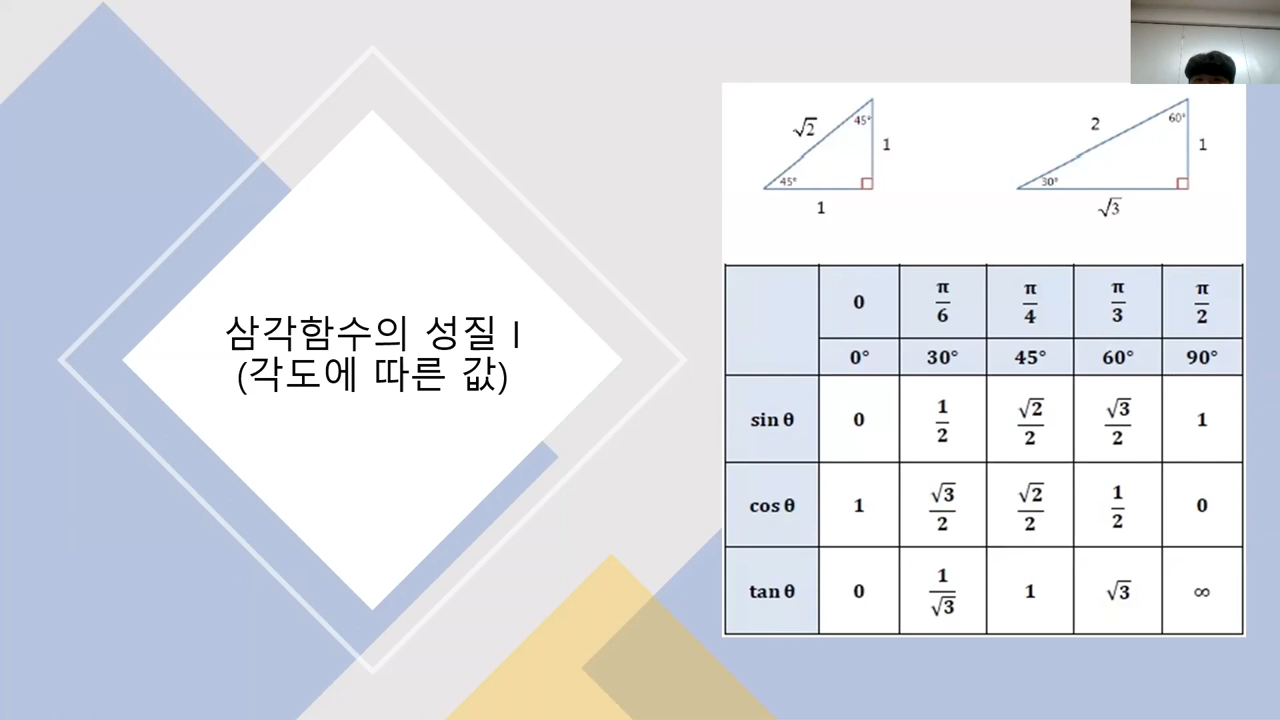 삼각함수의 성질 I
(각도에 따른 값)
√2 45° 1
45°
1
2 60° 1
30°
√3
0 π/6 π/4 π/3 π/2
0° 30° 45° 60° 90°
sin θ 0 1/2 √2/2 √3/2 1
cos θ 1 √3/2 √2/2 1/2 0
tan θ 0 1/√3 1 √3 ∞